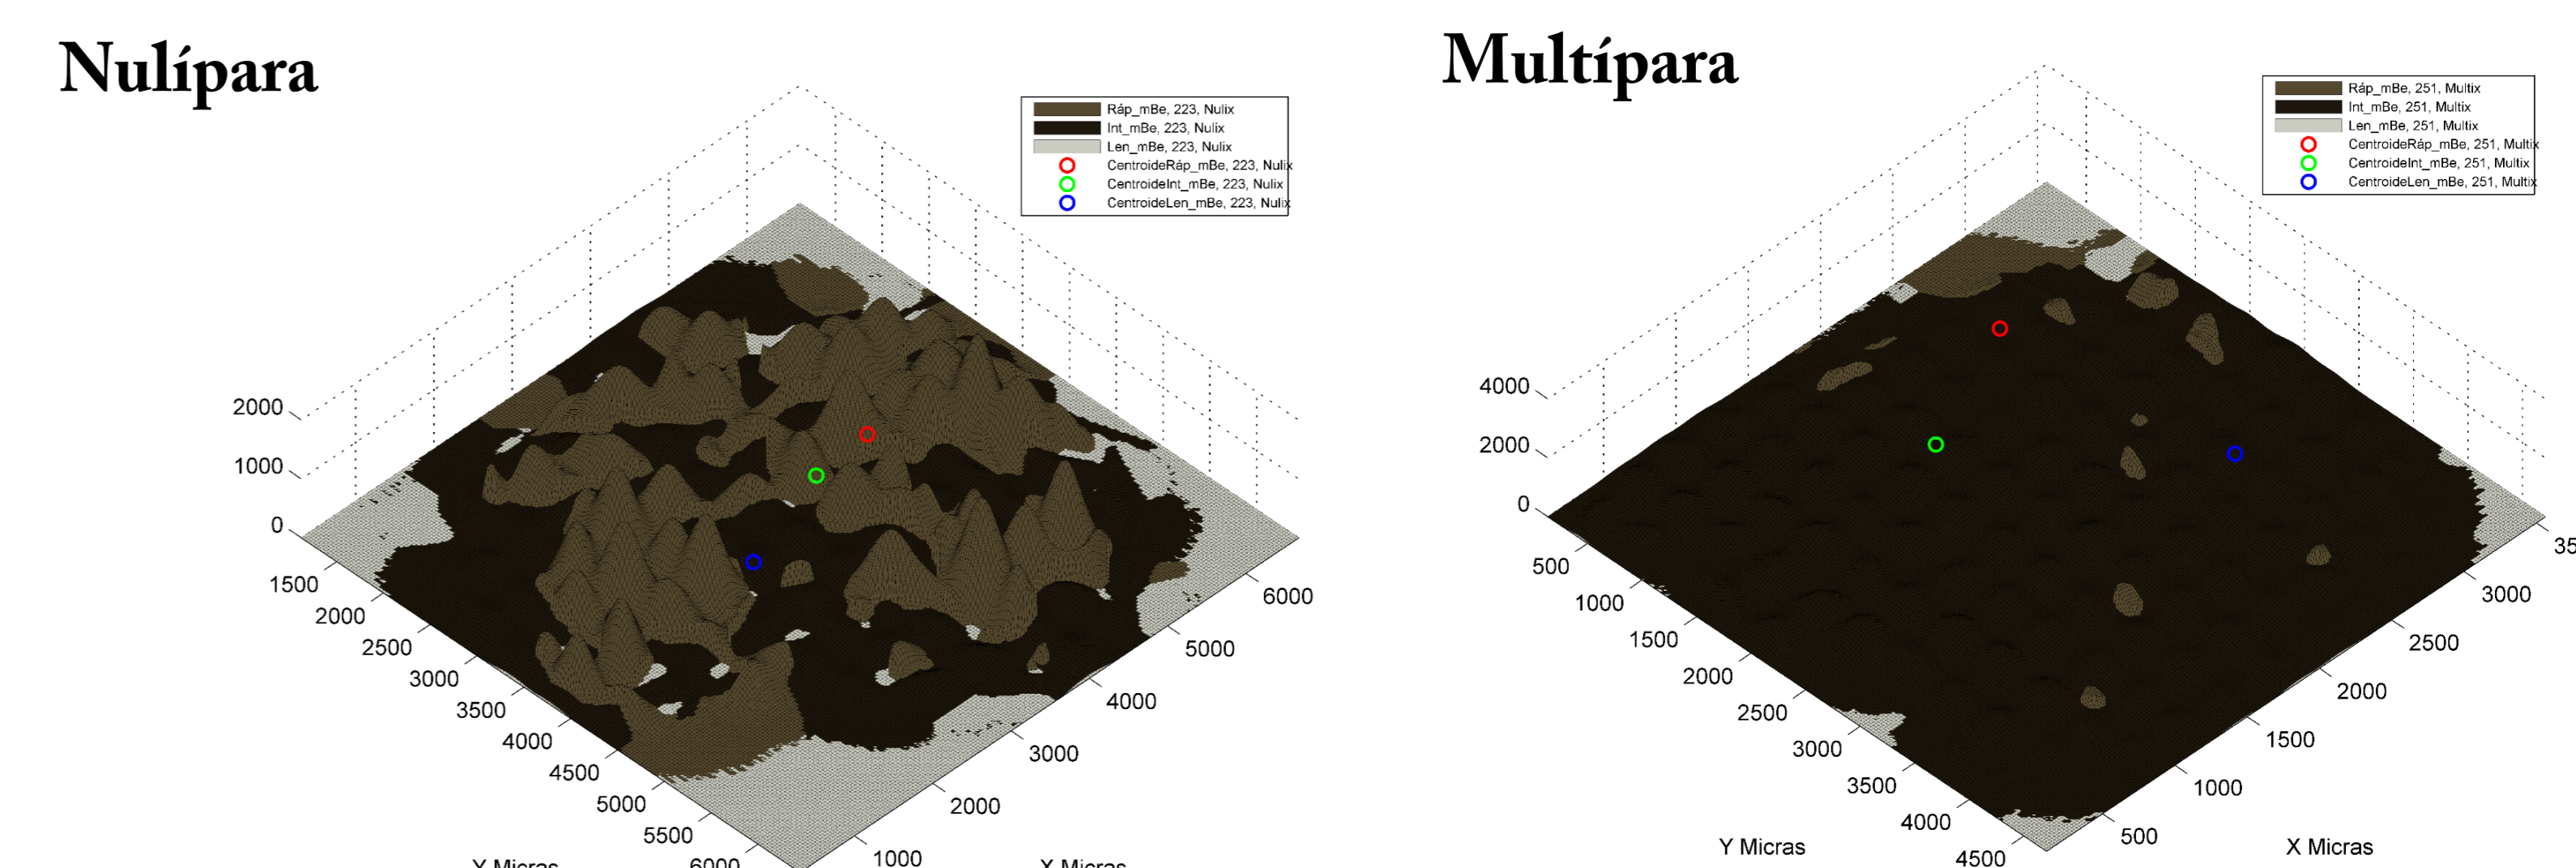 Nulípara
Ráp_mBe, 223, Nulix
Int_mBe, 223, Nulix
Len_mBe, 223, Nulix
CentroideRáp_mBe, 223, Nulix
CentroideInt_mBe, 223, Nulix
CentroideLen_mBe, 223, Nulix
2000
1000
0
1500
2000
2500
3000
3500
4000
4500
5000
5500
6000
Y Micras
6000
5000
4000
3000
2000
1000
X Micras
Multípara
Ráp_mBe, 251, Multix
Int_mBe, 251, Multix
Len_mBe, 251, Multix
CentroideRáp_mBe, 251, Multix
CentroideInt_mBe, 251, Multix
CentroideLen_mBe, 251, Multix
4000
2000
0
500
1000
1500
2000
2500
3000
3500
4000
4500
Y Micras
35
3000
2500
2000
1500
1000
500
X Micras